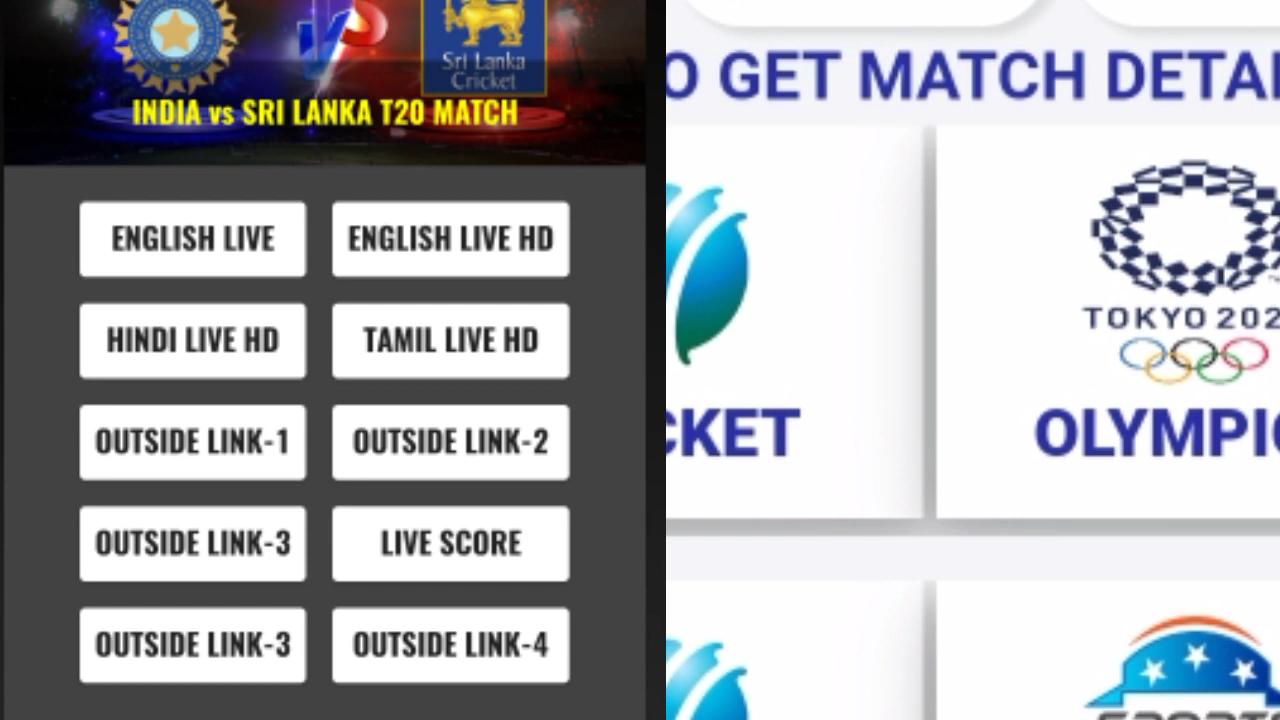 Sri Lanka
Cricket
INDIA vs SRI LANKA T20 MATCH
ENGLISH LIVE
ENGLISH LIVE HD
HINDI LIVE HD
TAMIL LIVE HD
OUTSIDE LINK-1
OUTSIDE LINK-2
OUTSIDE LINK-3
LIVE SCORE
OUTSIDE LINK-3
OUTSIDE LINK-4
O GET MATCH DETAI
TOKYO 202
CKET
OLYMPIC
SPORTS